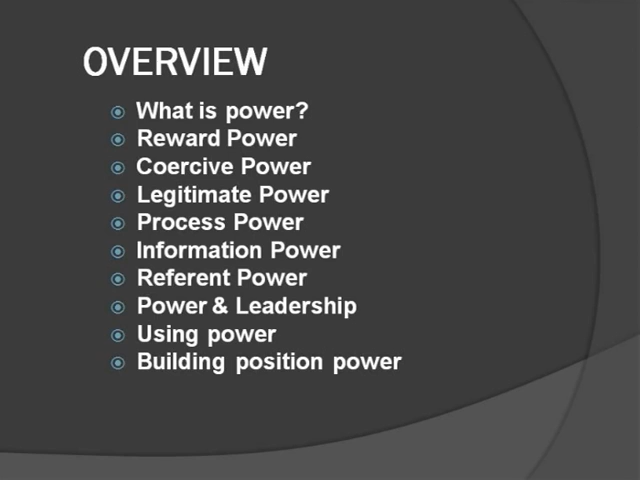 OVERVIEW
What is power?
Reward Power
Coercive Power
Legitimate Power
Process Power
Information Power
Referent Power
Power & Leadership
Using power
Building position power